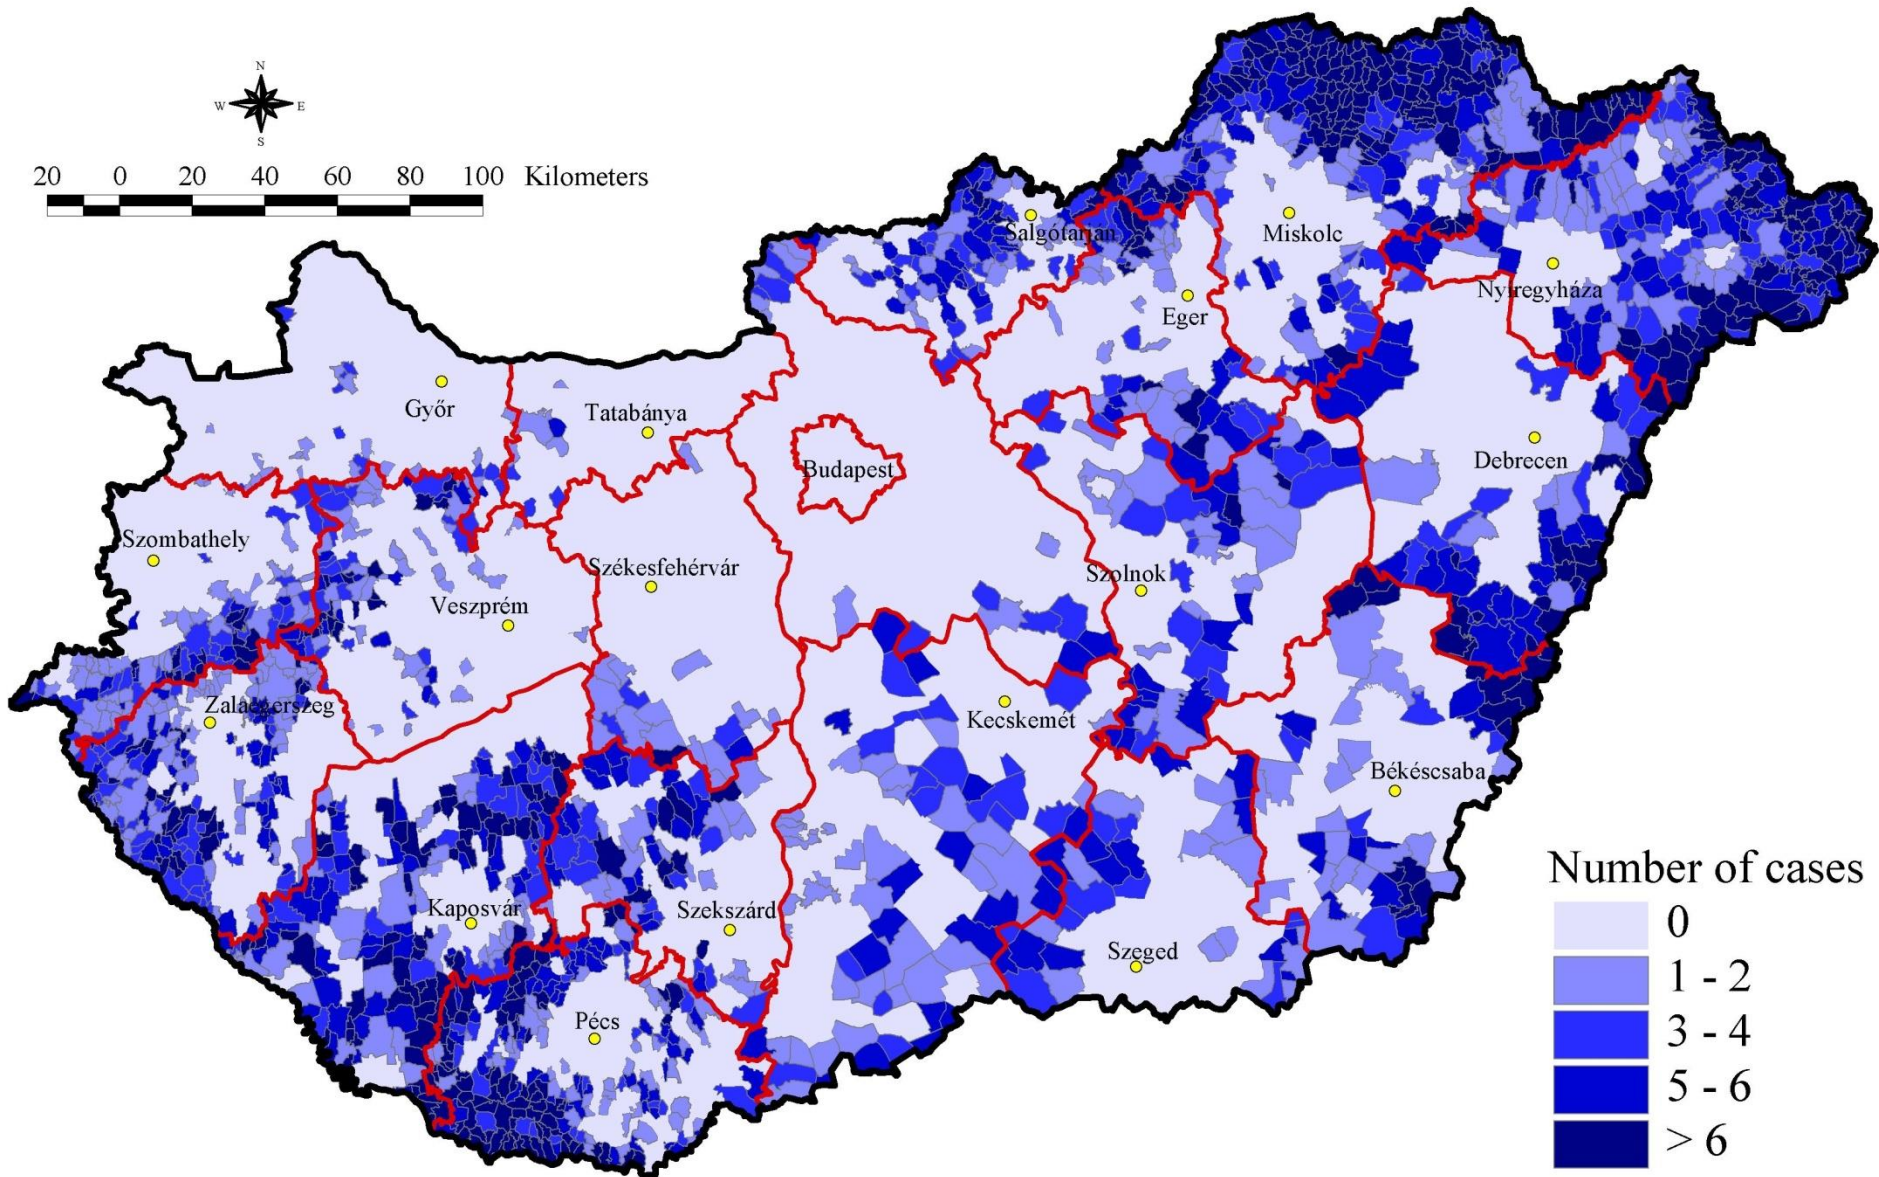 N
W E
S
20 0 20 40 60 80 100 Kilometers
Salgótarján
Miskolc
Nyíregyháza
Eger
Győr
Tatabánya
Debrecen
Budapest
Szombathely
Székesfehérvár
Szolnok
Veszprém
Zalaegerszeg
Kecskemét
Békéscsaba
Kaposvár
Szekszárd
Szeged
Pécs
Number of cases
0
1 - 2
3 - 4
5 - 6
> 6